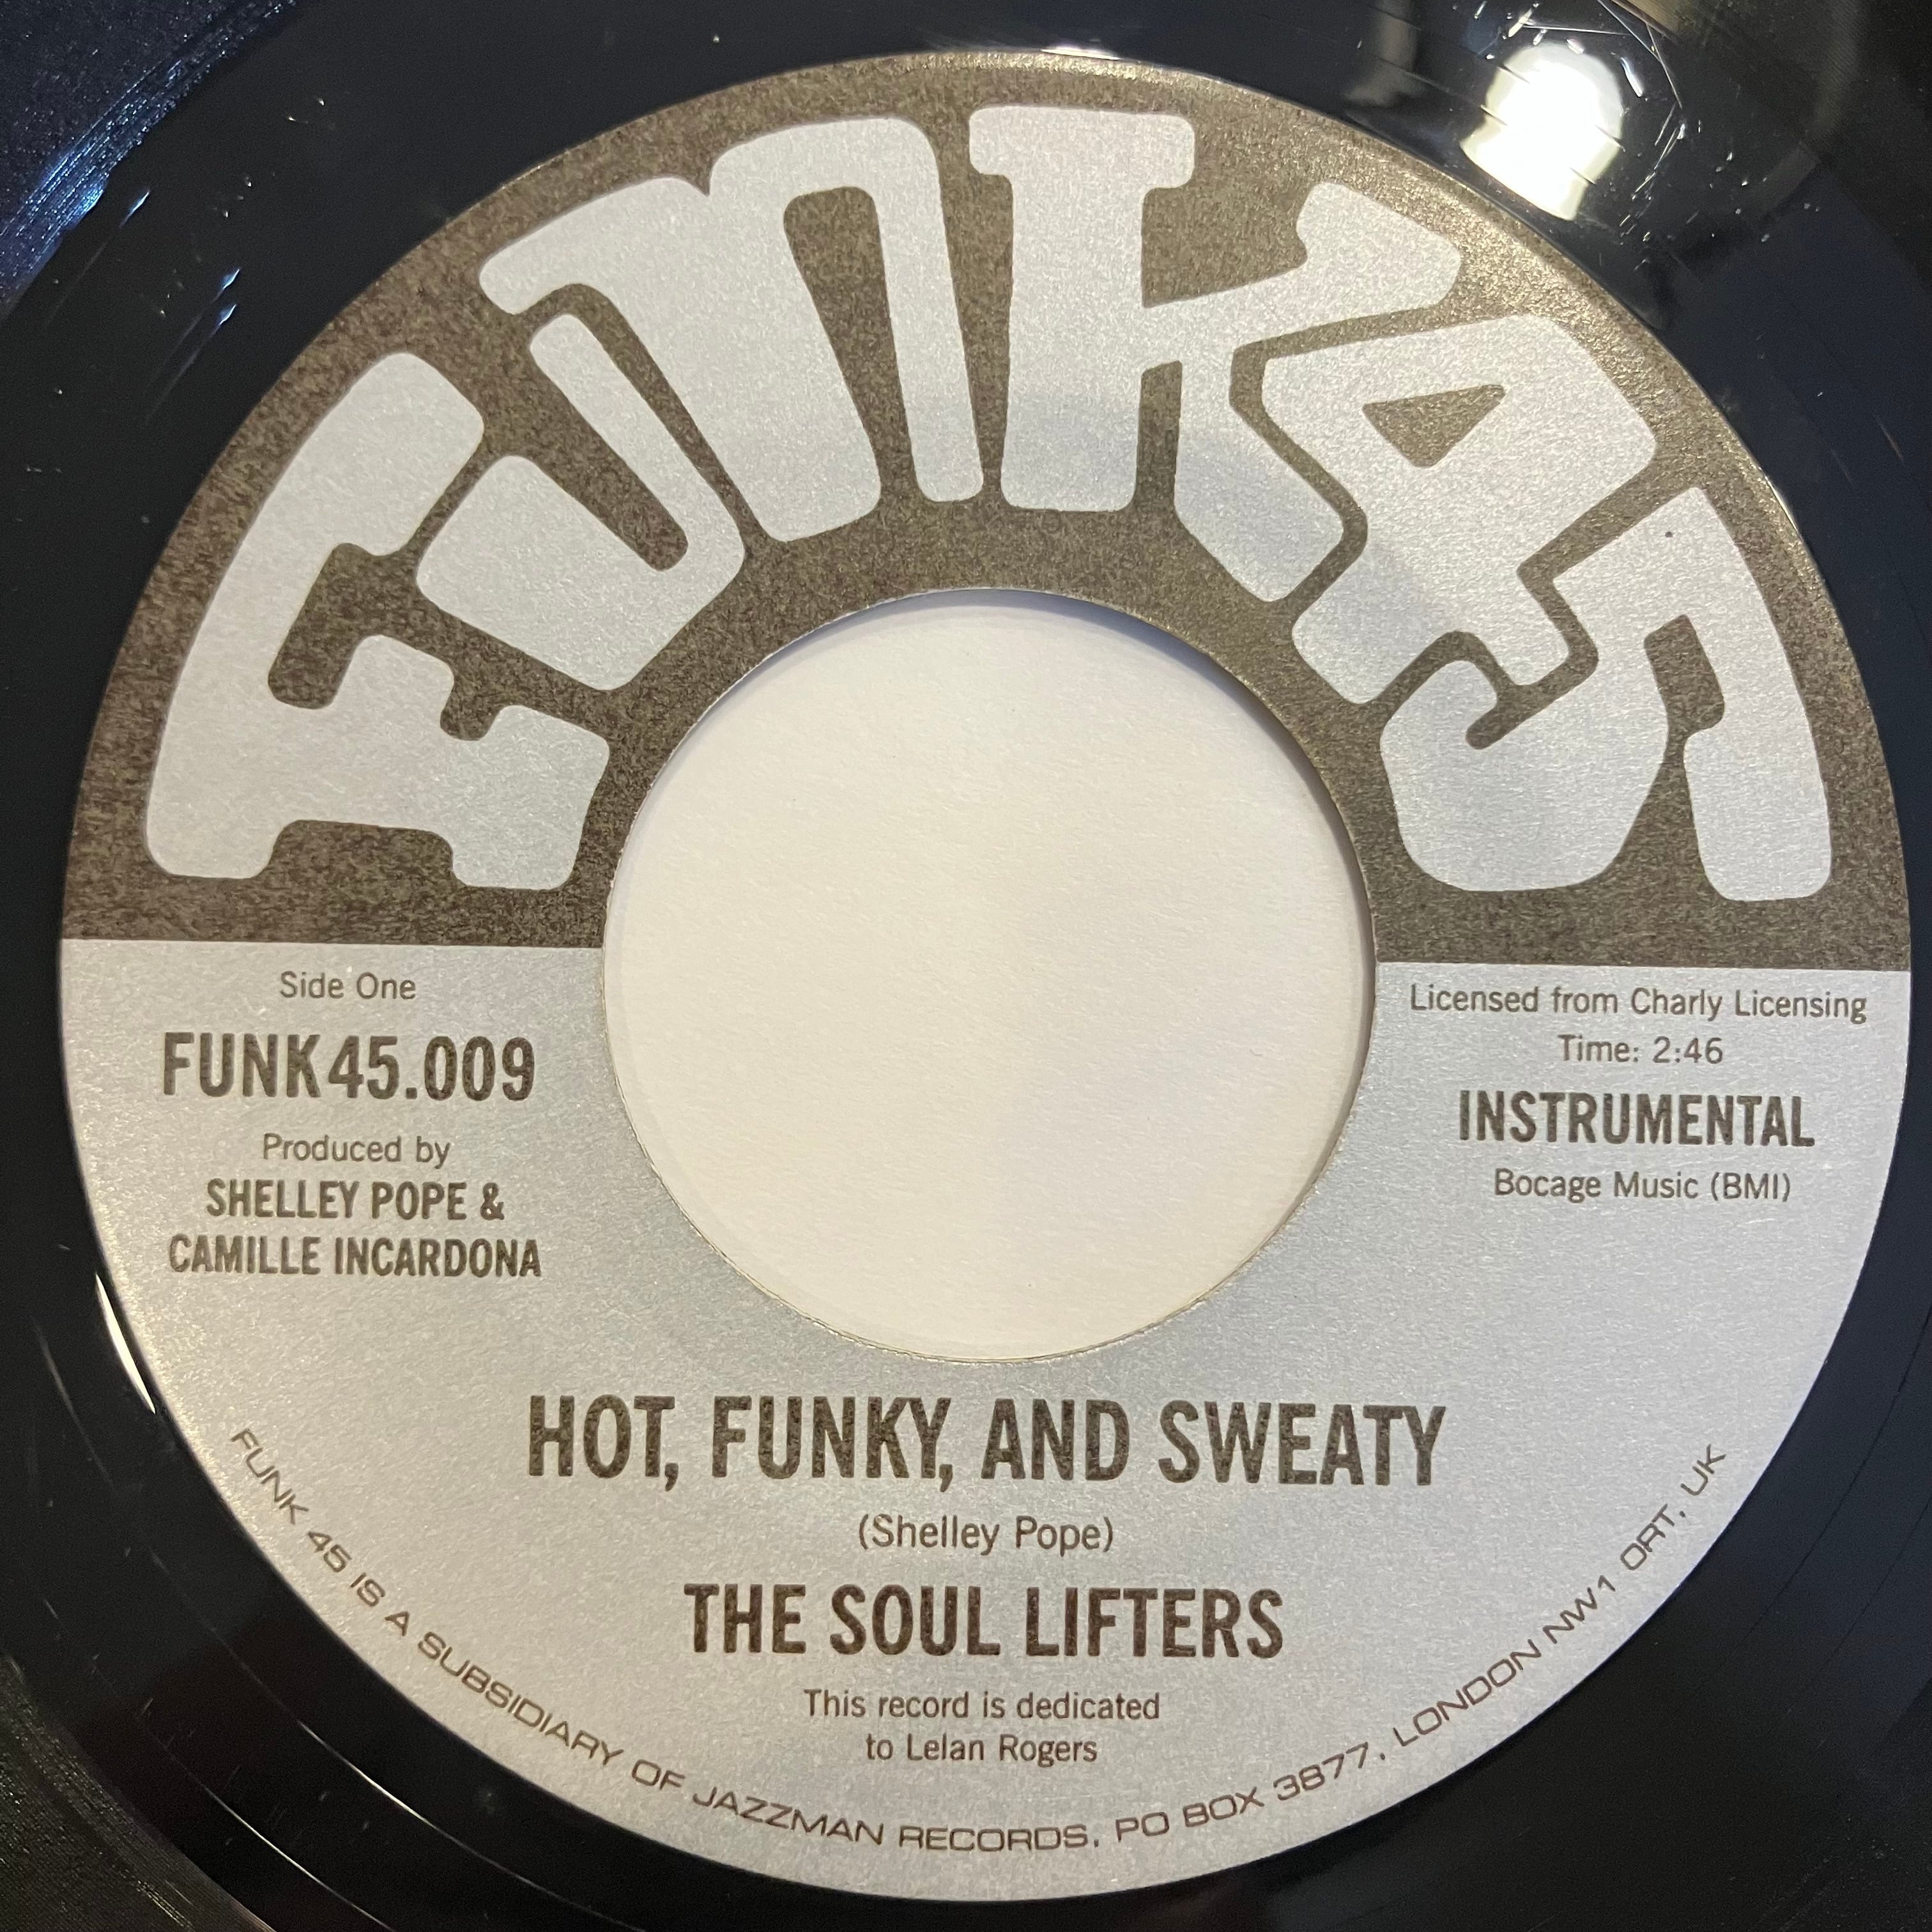 FUNK45
Side One
FUNK45.009
Produced by
SHELLEY POPE &
CAMILLE INCARDONA
Licensed from Charly Licensing
Time: 2:46
INSTRUMENTAL
Bocage Music (BMI)
HOT, FUNKY, AND SWEATY
(Shelley Pope)
THE SOUL LIFTERS
This record is dedicated
to Lelan Rogers
FUNK 45 IS A SUBSIDIARY OF JAZZMAN RECORDS, PO BOX 3877, LONDON NW1 0RT, UK